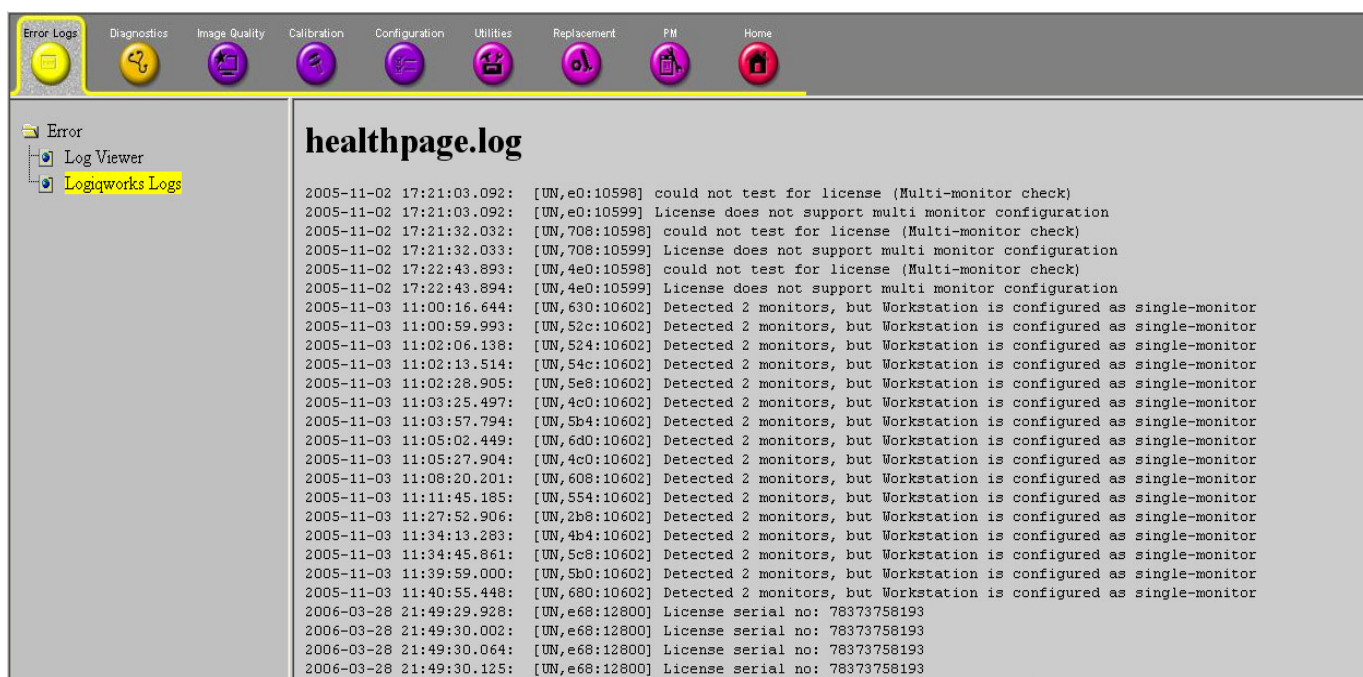 Error Logs Diagnostics Image Quality Calibration Configuration Utilities Replacement PM Home
Error
Log Viewer
Logiqworks Logs
healthpage.log
2005-11-02 17:21:03.092: [UN,e0:10598] could not test for license (Multi-monitor check)
2005-11-02 17:21:03.092: [UN,e0:10599] License does not support multi monitor configuration
2005-11-02 17:21:32.032: [UN,708:10598] could not test for license (Multi-monitor check)
2005-11-02 17:21:32.033: [UN,708:10599] License does not support multi monitor configuration
2005-11-02 17:22:43.893: [UN,4e0:10598] could not test for license (Multi-monitor check)
2005-11-02 17:22:43.894: [UN,4e0:10599] License does not support multi monitor configuration
2005-11-03 11:00:16.644: [UN,630:10602] Detected 2 monitors, but Workstation is configured as single-monitor
2005-11-03 11:00:59.993: [UN,52c:10602] Detected 2 monitors, but Workstation is configured as single-monitor
2005-11-03 11:02:06.138: [UN,524:10602] Detected 2 monitors, but Workstation is configured as single-monitor
2005-11-03 11:02:13.514: [UN,54c:10602] Detected 2 monitors, but Workstation is configured as single-monitor
2005-11-03 11:02:28.905: [UN,5e8:10602] Detected 2 monitors, but Workstation is configured as single-monitor
2005-11-03 11:03:25.497: [UN,4c0:10602] Detected 2 monitors, but Workstation is configured as single-monitor
2005-11-03 11:03:57.794: [UN,5b4:10602] Detected 2 monitors, but Workstation is configured as single-monitor
2005-11-03 11:05:02.449: [UN,6d0:10602] Detected 2 monitors, but Workstation is configured as single-monitor
2005-11-03 11:05:27.904: [UN,4c0:10602] Detected 2 monitors, but Workstation is configured as single-monitor
2005-11-03 11:08:20.201: [UN,608:10602] Detected 2 monitors, but Workstation is configured as single-monitor
2005-11-03 11:11:45.185: [UN,554:10602] Detected 2 monitors, but Workstation is configured as single-monitor
2005-11-03 11:27:52.906: [UN,2b8:10602] Detected 2 monitors, but Workstation is configured as single-monitor
2005-11-03 11:34:13.283: [UN,4b4:10602] Detected 2 monitors, but Workstation is configured as single-monitor
2005-11-03 11:34:45.861: [UN,5c8:10602] Detected 2 monitors, but Workstation is configured as single-monitor
2005-11-03 11:39:59.000: [UN,5b0:10602] Detected 2 monitors, but Workstation is configured as single-monitor
2005-11-03 11:40:55.448: [UN,680:10602] Detected 2 monitors, but Workstation is configured as single-monitor
2006-03-28 21:49:29.928: [UN,e68:12800] License serial no: 78373758193
2006-03-28 21:49:30.002: [UN,e68:12800] License serial no: 78373758193
2006-03-28 21:49:30.064: [UN,e68:12800] License serial no: 78373758193
2006-03-28 21:49:30.125: [UN,e68:12800] License serial no: 78373758193